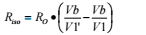 R_iso = R_O • (Vb/V1' − Vb/V1)